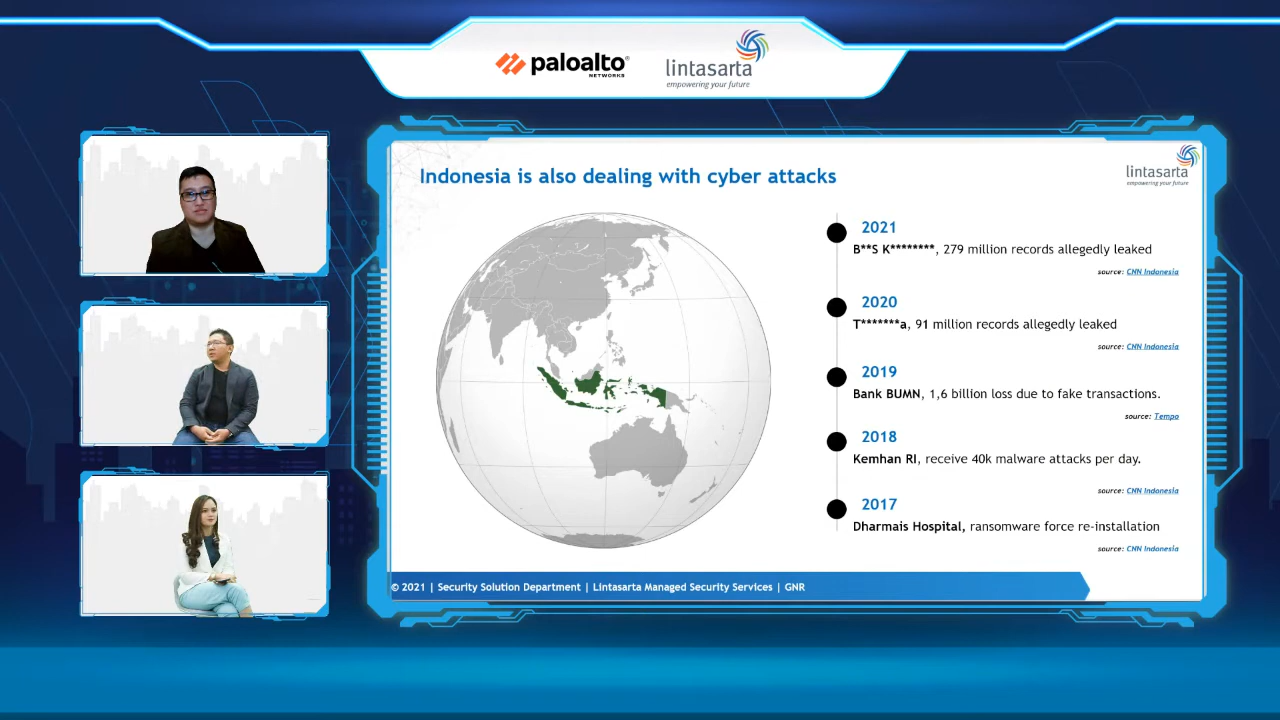 paloalto
NETWORKS
lintasarta
empowering your future
Indonesia is also dealing with cyber attacks
lintasarta
empowering your future
2021
B**S K********, 279 million records allegedly leaked
source: CNN Indonesia
2020
T*******a, 91 million records allegedly leaked
source: CNN Indonesia
2019
Bank BUMN, 1,6 billion loss due to fake transactions.
source: Tempo
2018
Kemhan RI, receive 40k malware attacks per day.
source: CNN Indonesia
2017
Dharmais Hospital, ransomware force re-installation
source: CNN Indonesia
© 2021 | Security Solution Department | Lintasarta Managed Security Services | GNR